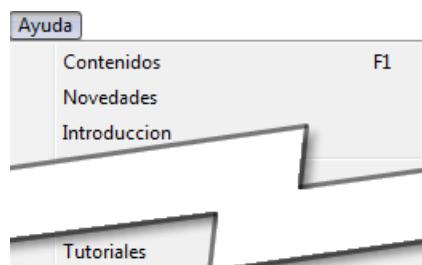 Ayuda
Contenidos F1
Novedades
Introduccion
Tutoriales